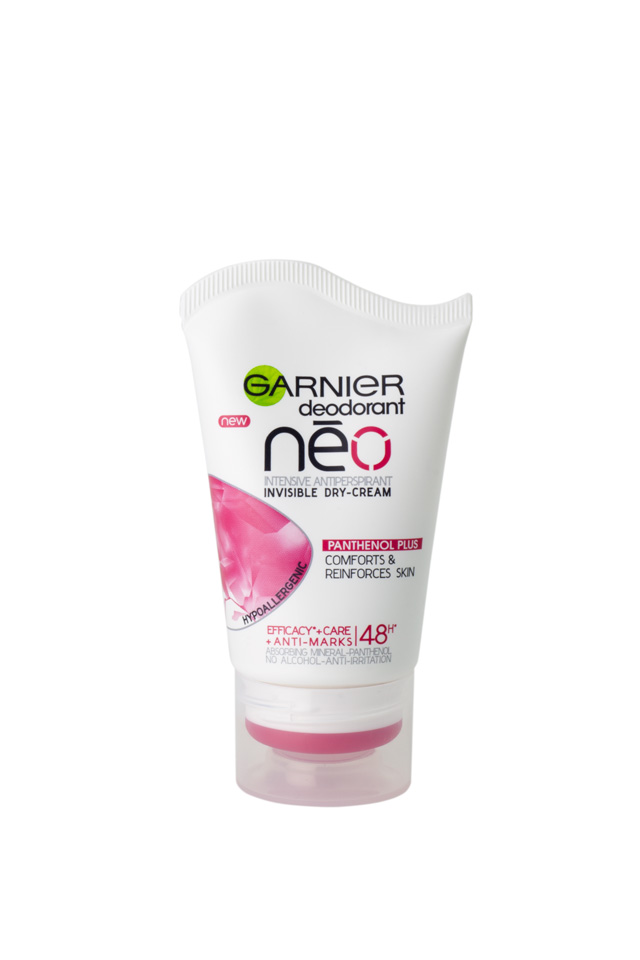 GARNIER
deodorant
new
nēo
INTENSIVE ANTIPERSPIRANT
INVISIBLE DRY-CREAM
PANTHENOL PLUS
COMFORTS &
REINFORCES SKIN
HYPOALLERGENIC
EFFICACY*+CARE
+ANTI-MARKS
48H*
ABSORBING MINERAL-PANTHENOL
NO ALCOHOL-ANTI-IRRITATION